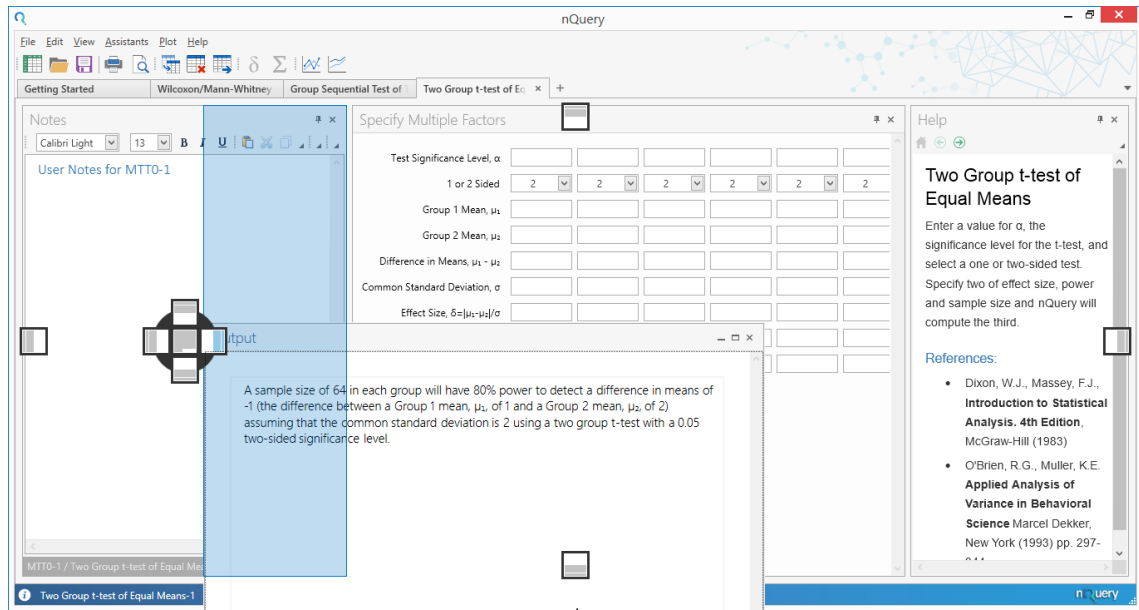 nQuery
File Edit View Assistants Plot Help
δ Σ
Getting Started Wilcoxon/Mann-Whitney Group Sequential Test of Two Group t-test of Eq × +
Notes
Calibri Light 13 B I U
User Notes for MTT0-1
MTT0-1 / Two Group t-test of Equal Me
Specify Multiple Factors
Test Significance Level, α
1 or 2 Sided 2 2 2 2 2 2
Group 1 Mean, μ₁
Group 2 Mean, μ₂
Difference in Means, μ₁ - μ₂
Common Standard Deviation, σ
Effect Size, δ=|μ₁-μ₂|/σ
utput
A sample size of 64 in each group will have 80% power to detect a difference in means of
-1 (the difference between a Group 1 mean, μ₁, of 1 and a Group 2 mean, μ₂, of 2)
assuming that the common standard deviation is 2 using a two group t-test with a 0.05
two-sided significance level.
Help
Two Group t-test of
Equal Means
Enter a value for α, the
significance level for the t-test, and
select a one or two-sided test.
Specify two of effect size, power
and sample size and nQuery will
compute the third.
References:
• Dixon, W.J., Massey, F.J.,
Introduction to Statistical
Analysis. 4th Edition,
McGraw-Hill (1983)
• O'Brien, R.G., Muller, K.E.
Applied Analysis of
Variance in Behavioral
Science Marcel Dekker,
New York (1993) pp. 297-
Two Group t-test of Equal Means-1
nQuery